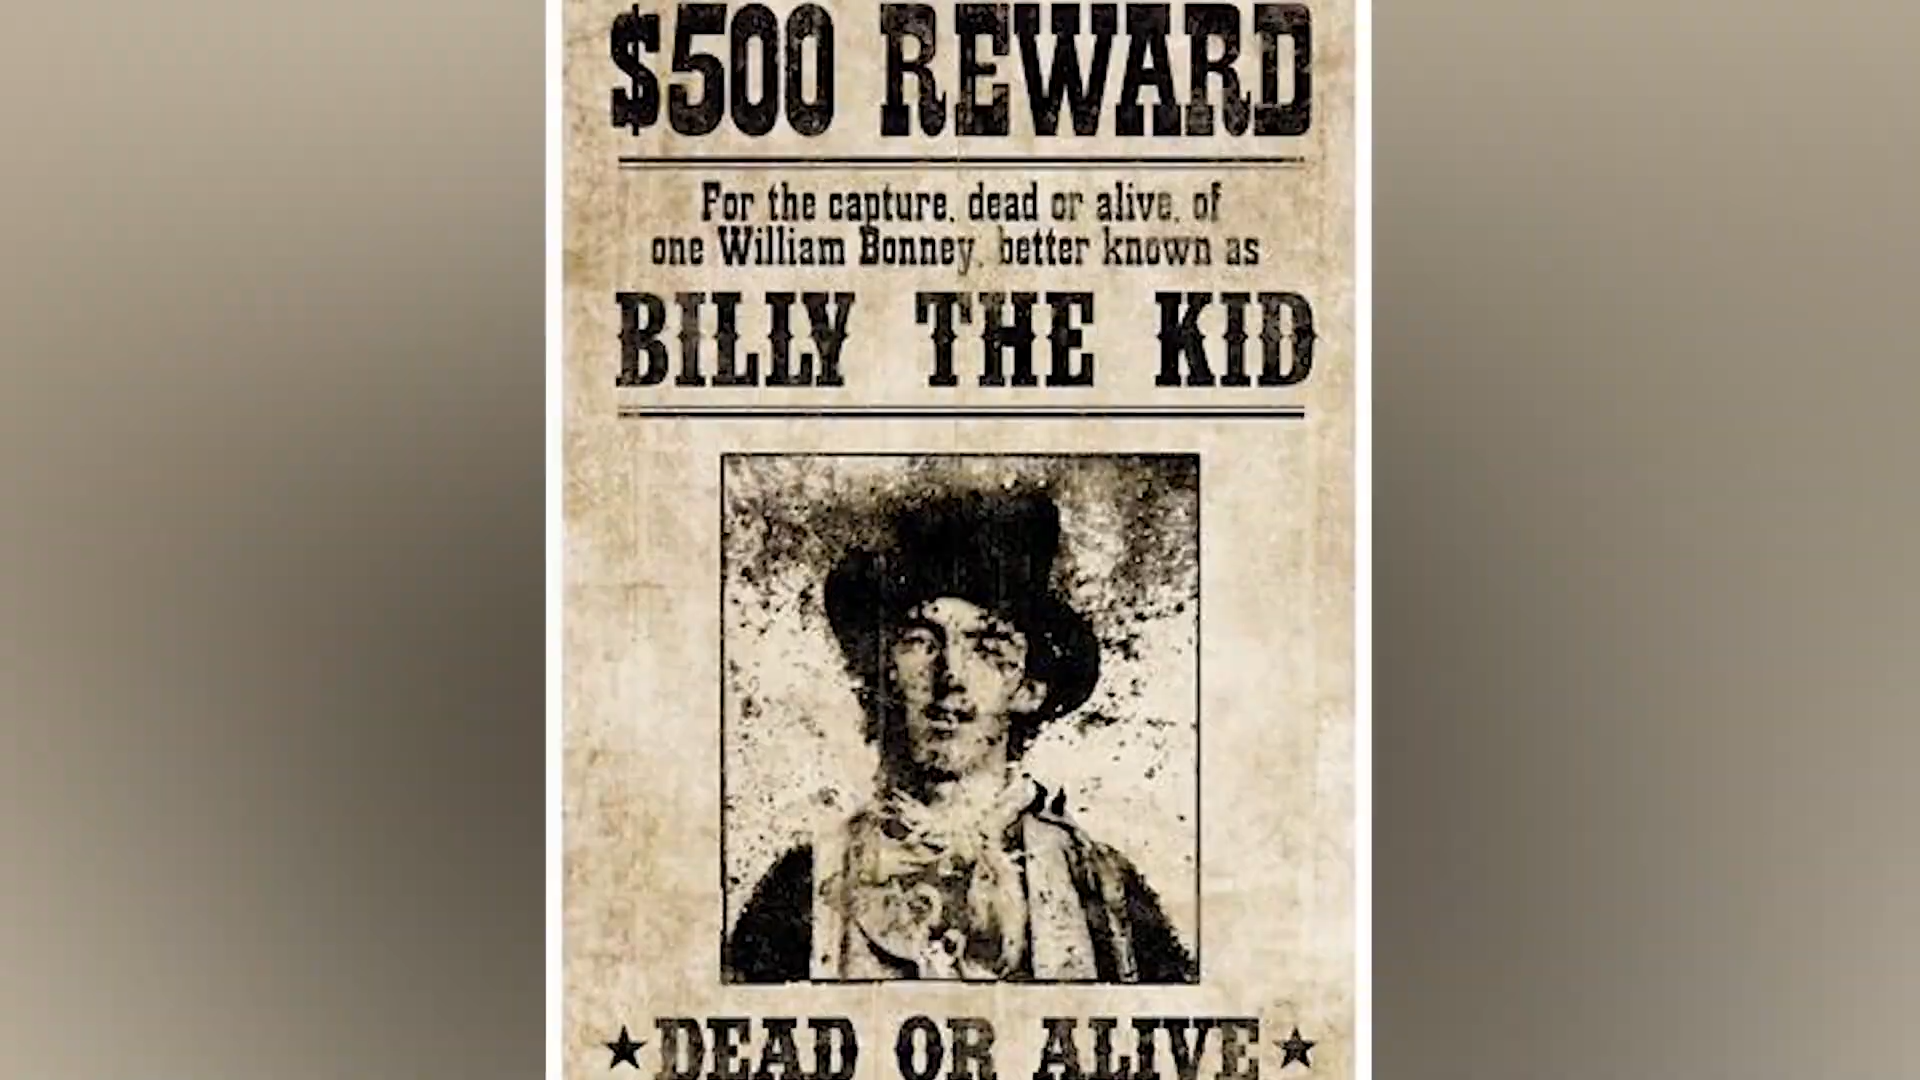 $500 REWARD
For the capture, dead or alive, of
one William Bonney, better known as
BILLY THE KID
★DEAD OR ALIVE★